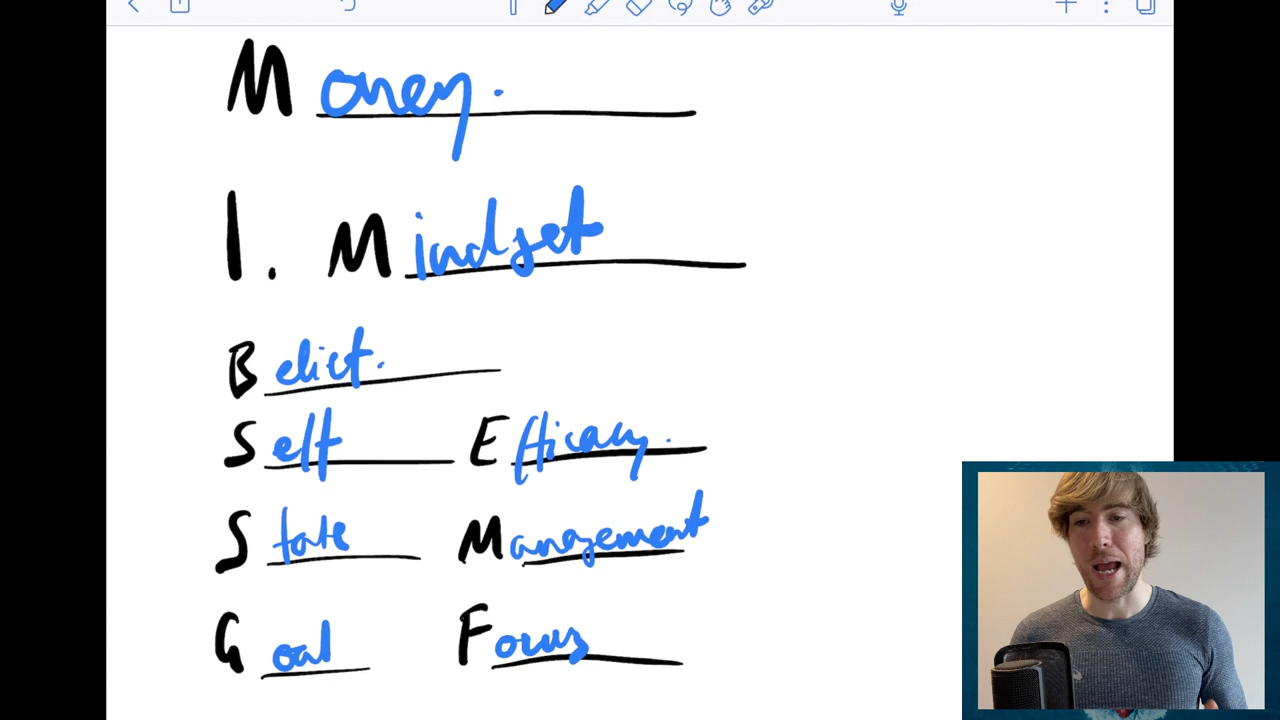 Money.
1. Mindset
Belief.
Self Efficacy.
State Management
Goal Focus